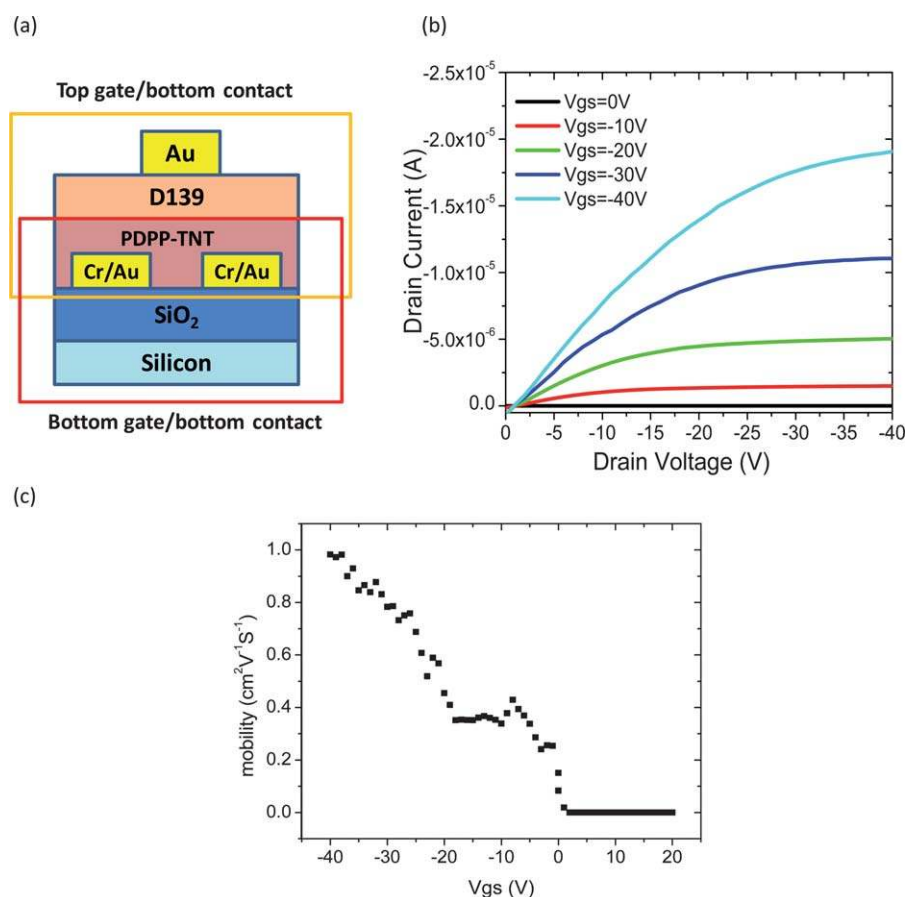 (a)
Top gate/bottom contact
Au
D139
PDPP-TNT
Cr/Au Cr/Au
SiO₂
Silicon
Bottom gate/bottom contact
(b)
-2.5x10⁻⁵
-2.0x10⁻⁵
-1.5x10⁻⁵
-1.0x10⁻⁵
-5.0x10⁻⁶
0.0
Drain Current (A)
Vgs=0V
Vgs=-10V
Vgs=-20V
Vgs=-30V
Vgs=-40V
0 -5 -10 -15 -20 -25 -30 -35 -40
Drain Voltage (V)
(c)
1.0
0.8
0.6
0.4
0.2
0.0
mobility (cm²V⁻¹S⁻¹)
-40 -30 -20 -10 0 10 20
Vgs (V)